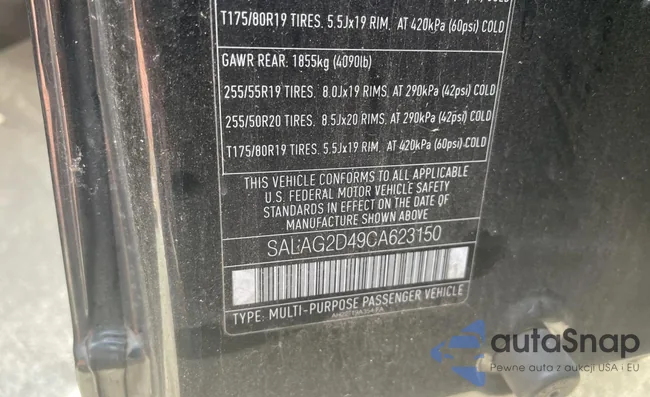 T175/80R19 TIRES. 5.5Jx19 RIM. AT 420kPa (60psi) COLD
GAWR REAR: 1855kg (4090lb)
255/55R19 TIRES. 8.0Jx19 RIMS. AT 290kPa (42psi) COLD
255/50R20 TIRES. 8.5Jx20 RIMS. AT 290kPa (42psi) COLD
T175/80R19 TIRES. 5.5Jx19 RIM. AT 420kPa (60psi) COLD
THIS VEHICLE CONFORMS TO ALL APPLICABLE
U.S. FEDERAL MOTOR VEHICLE SAFETY
STANDARDS IN EFFECT ON THE DATE OF
MANUFACTURE SHOWN ABOVE
SALAG2D49CA623150
TYPE: MULTI-PURPOSE PASSENGER VEHICLE
autaSnap
Pewne auta z aukcji USA i EU